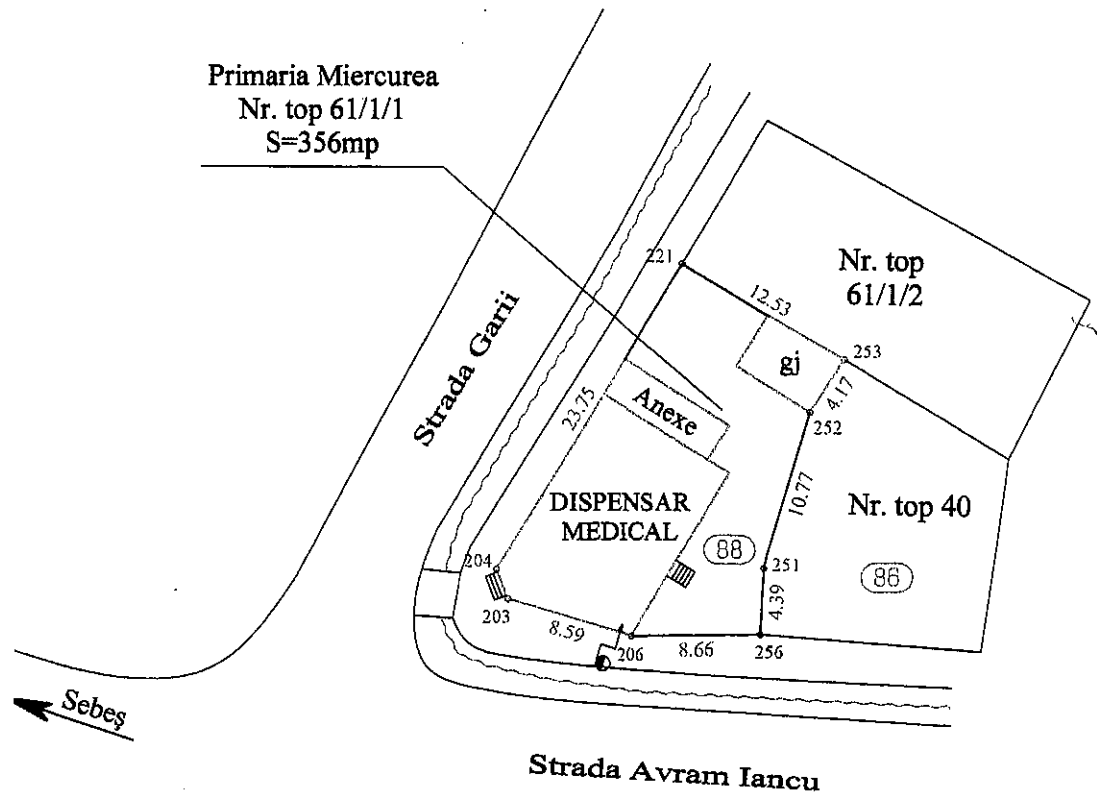 Primaria Miercurea
Nr. top 61/1/1
S=356mp
221
Nr. top
61/1/2
12.53
253
gj
4.17
252
Strada Garii
23.75
Anexe
10.77
DISPENSAR
MEDICAL
Nr. top 40
88
251
86
204
203
4.39
8.59
206
8.66
256
Sebeş
Strada Avram Iancu